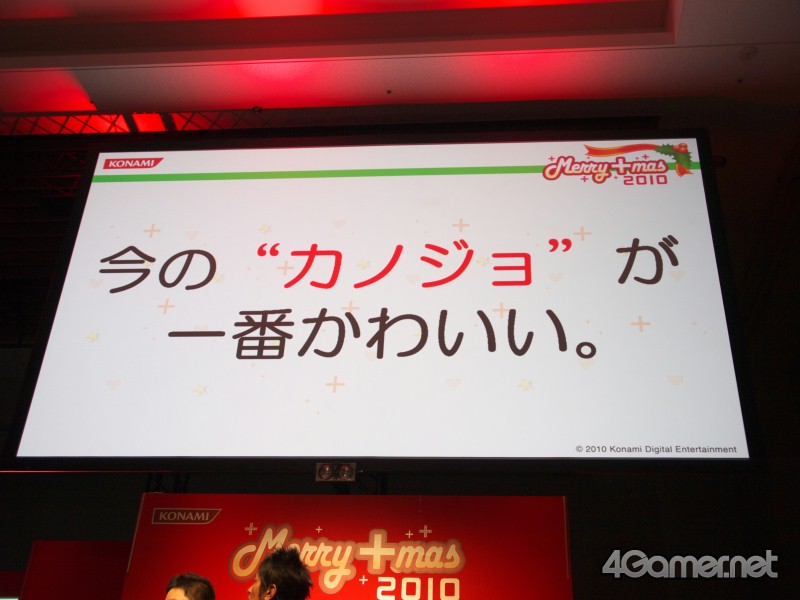 KONAMI
Merry+mas
2010
今の“カノジョ”が
一番かわいい。
© 2010 Konami Digital Entertainment
KONAMI
Merry+mas
2010
4Gamer.net